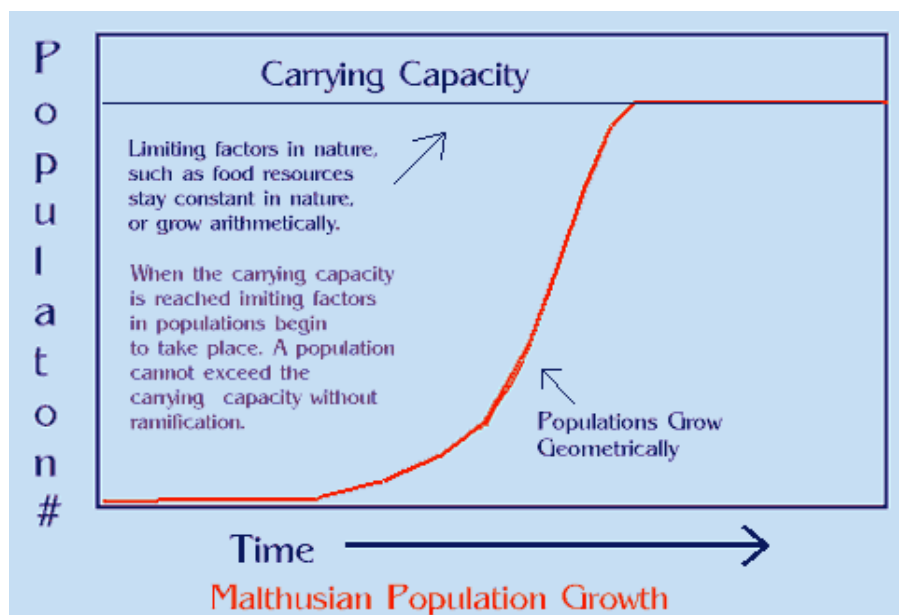 Populaton#
Carrying Capacity
Limiting factors in nature,
such as food resources
stay constant in nature,
or grow arithmetically.
When the carrying capacity
is reached imiting factors
in populations begin
to take place. A population
cannot exceed the
carrying capacity without
ramification.
Populations Grow
Geometrically
Time
Malthusian Population Growth